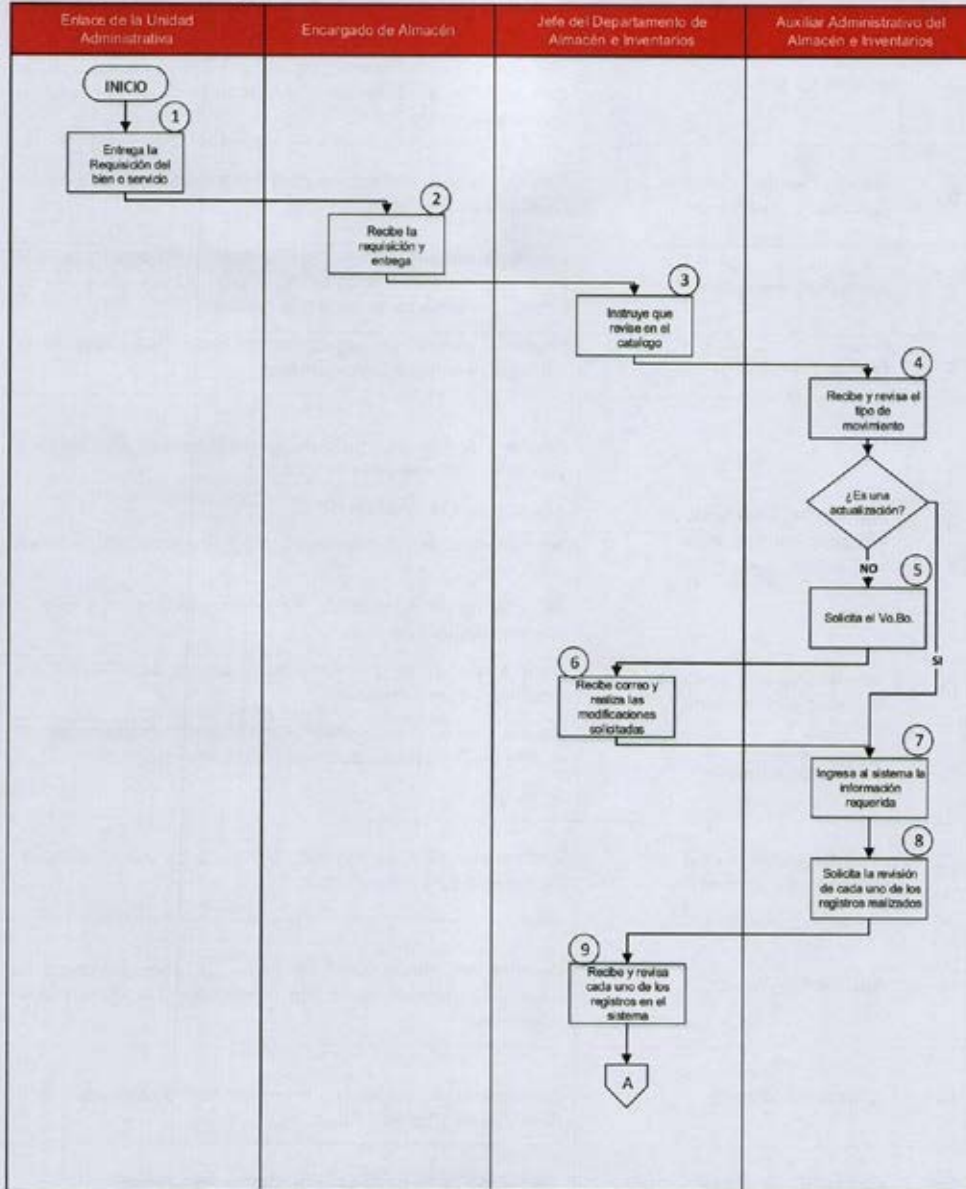 Enlace de la Unidad
Administrativa
Encargado de Almacén
Jefe del Departamento de
Almacén e Inventarios
Auxiliar Administrativo del
Almacén e Inventarios
INICIO
1
Entrega la
Requisición del
bien o servicio
2
Recibe la
requisición y
entrega
3
Instruye que
revise en el
catalogo
4
Recibe y revisa el
tipo de
movimiento
¿Es una
actualización?
NO
5
Solicita el Vo.Bo.
SI
6
Recibe correo y
realiza las
modificaciones
solicitadas
7
Ingresa al sistema la
información
requerida
8
Solicita la revisión
de cada uno de los
registros realizados
9
Recibe y revisa
cada uno de los
registros en el
sistema
A